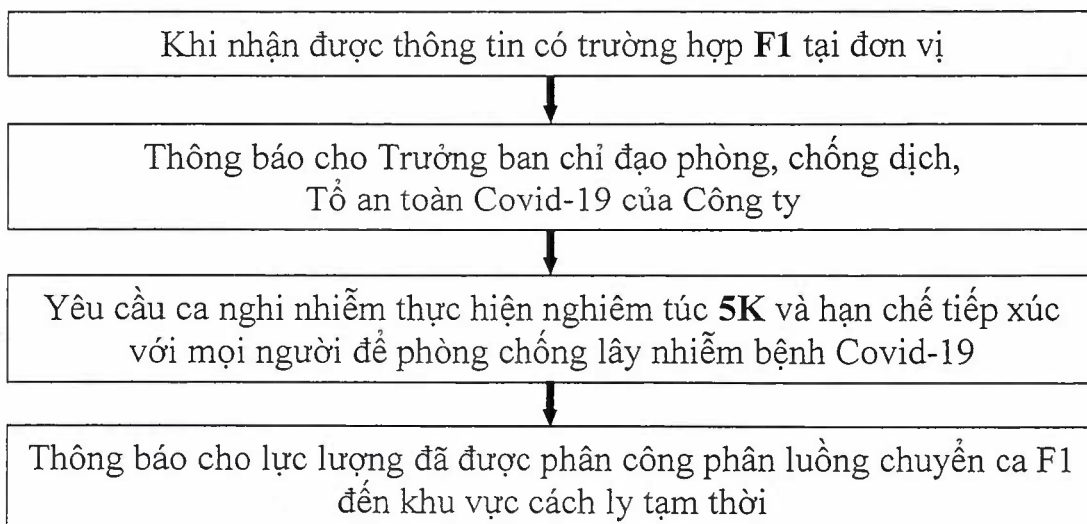 Khi nhận được thông tin có trường hợp F1 tại đơn vị
Thông báo cho Trưởng ban chỉ đạo phòng, chống dịch,
Tổ an toàn Covid-19 của Công ty
Yêu cầu ca nghi nhiễm thực hiện nghiêm túc 5K và hạn chế tiếp xúc
với mọi người để phòng chống lây nhiễm bệnh Covid-19
Thông báo cho lực lượng đã được phân công phân luồng chuyển ca F1
đến khu vực cách ly tạm thời